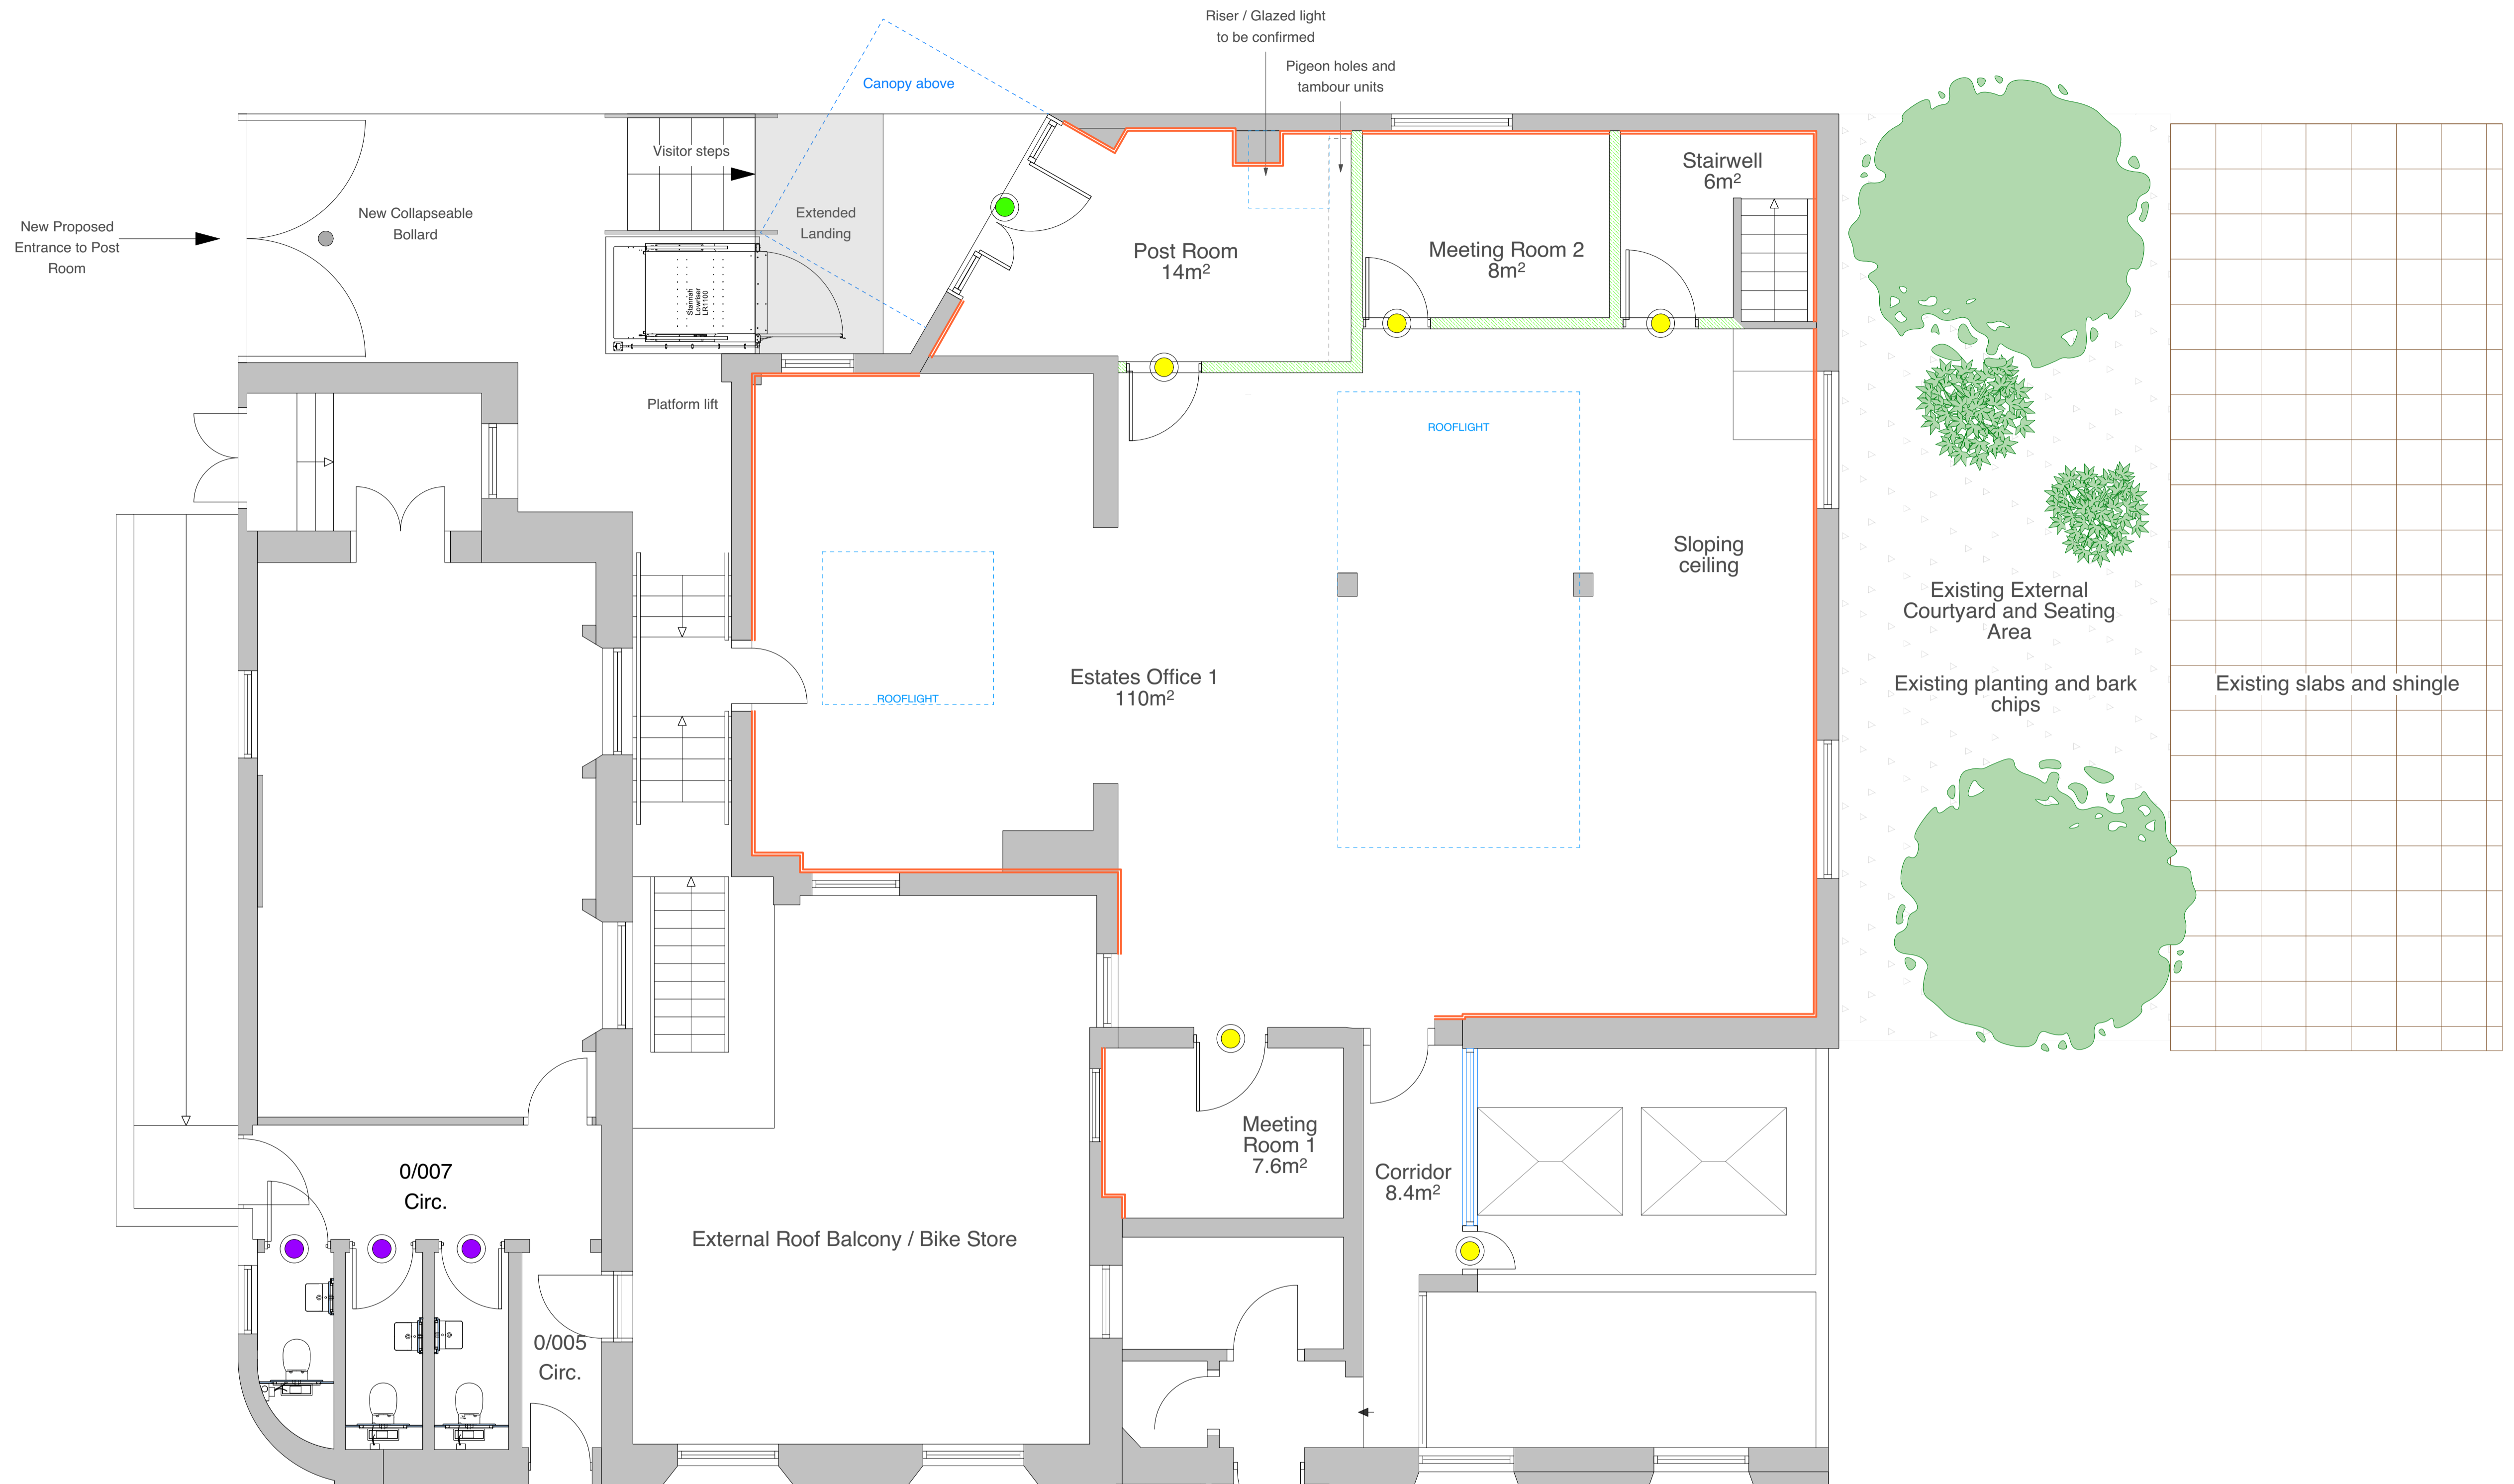 Riser / Glazed light
to be confirmed
Pigeon holes and
tambour units
Canopy above
Visitor steps
Stairwell
6m²
New Proposed
Entrance to Post
Room
New Collapseable
Bollard
Extended
Landing
Post Room
14m²
Meeting Room 2
8m²
Stannah
Lowriser
LR1100
Platform lift
ROOFLIGHT
Sloping
ceiling
Existing External
Courtyard and Seating
Area
Estates Office 1
110m²
ROOFLIGHT
Existing planting and bark
chips
Existing slabs and shingle
Meeting
Room 1
7.6m²
0/007
Circ.
Corridor
8.4m²
External Roof Balcony / Bike Store
0/005
Circ.